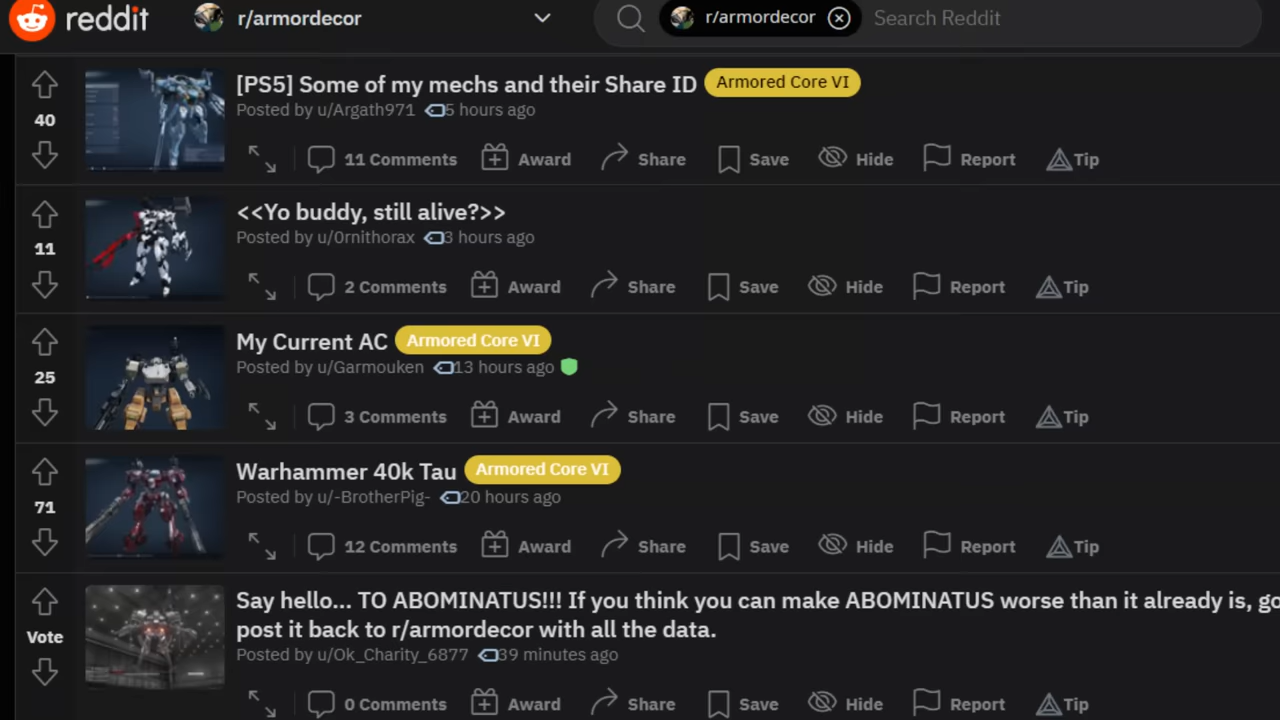 reddit r/armordecor r/armordecor Search Reddit
[PS5] Some of my mechs and their Share ID Armored Core VI
Posted by u/Argath971 5 hours ago
40
11 Comments Award Share Save Hide Report Tip
<<Yo buddy, still alive?>>
Posted by u/0rnithorax 3 hours ago
11
2 Comments Award Share Save Hide Report Tip
My Current AC Armored Core VI
Posted by u/Garmouken 13 hours ago
25
3 Comments Award Share Save Hide Report Tip
Warhammer 40k Tau Armored Core VI
Posted by u/-BrotherPig- 20 hours ago
71
12 Comments Award Share Save Hide Report Tip
Say hello... TO ABOMINATUS!!! If you think you can make ABOMINATUS worse than it already is, go
post it back to r/armordecor with all the data.
Vote
Posted by u/Ok_Charity_6877 39 minutes ago
0 Comments Award Share Save Hide Report Tip